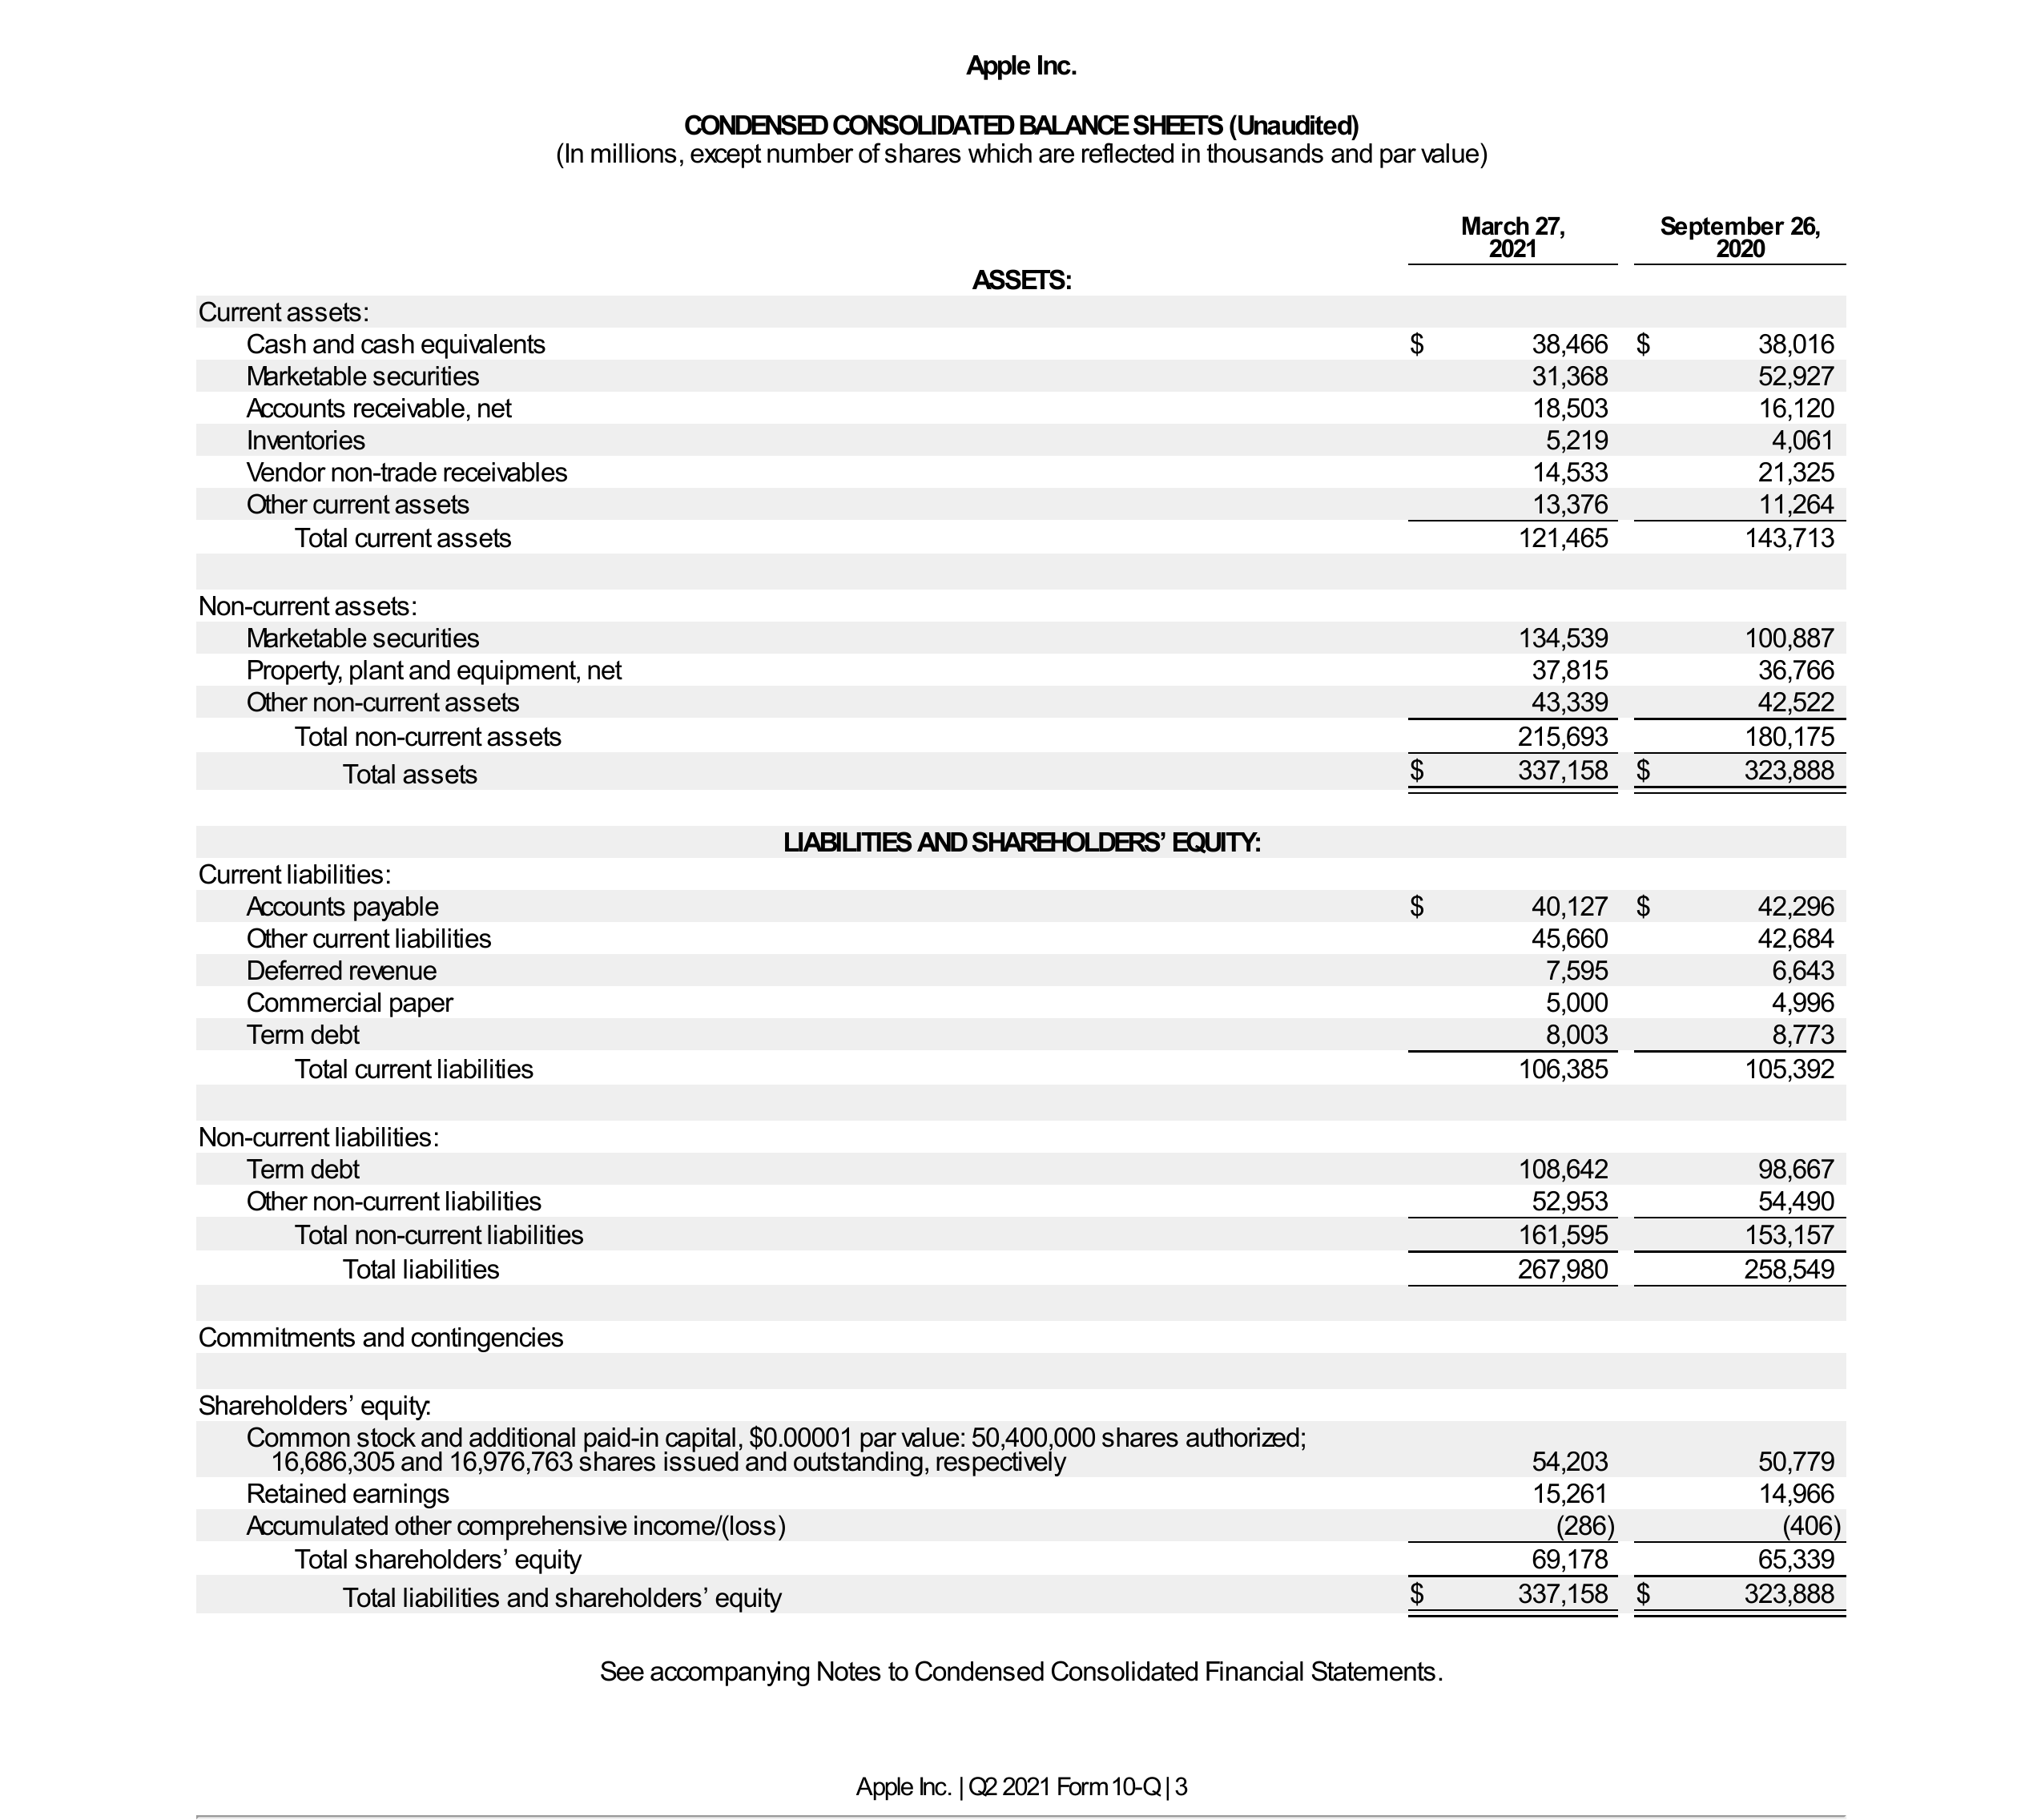 Apple Inc.
CONDENSED CONSOLIDATED BALANCE SHEETS (Unaudited)
(In millions, except number of shares which are reflected in thousands and par value)
March 27, 2021 September 26, 2020
ASSETS:
Current assets:
Cash and cash equivalents $ 38,466 $ 38,016
Marketable securities 31,368 52,927
Accounts receivable, net 18,503 16,120
Inventories 5,219 4,061
Vendor non-trade receivables 14,533 21,325
Other current assets 13,376 11,264
Total current assets 121,465 143,713
Non-current assets:
Marketable securities 134,539 100,887
Property, plant and equipment, net 37,815 36,766
Other non-current assets 43,339 42,522
Total non-current assets 215,693 180,175
Total assets $ 337,158 $ 323,888
LIABILITIES AND SHAREHOLDERS’ EQUITY:
Current liabilities:
Accounts payable $ 40,127 $ 42,296
Other current liabilities 45,660 42,684
Deferred revenue 7,595 6,643
Commercial paper 5,000 4,996
Term debt 8,003 8,773
Total current liabilities 106,385 105,392
Non-current liabilities:
Term debt 108,642 98,667
Other non-current liabilities 52,953 54,490
Total non-current liabilities 161,595 153,157
Total liabilities 267,980 258,549
Commitments and contingencies
Shareholders’ equity:
Common stock and additional paid-in capital, $0.00001 par value: 50,400,000 shares authorized;
16,686,305 and 16,976,763 shares issued and outstanding, respectively 54,203 50,779
Retained earnings 15,261 14,966
Accumulated other comprehensive income/(loss) (286) (406)
Total shareholders’ equity 69,178 65,339
Total liabilities and shareholders’ equity $ 337,158 $ 323,888
See accompanying Notes to Condensed Consolidated Financial Statements.
Apple Inc. | Q2 2021 Form 10-Q | 3